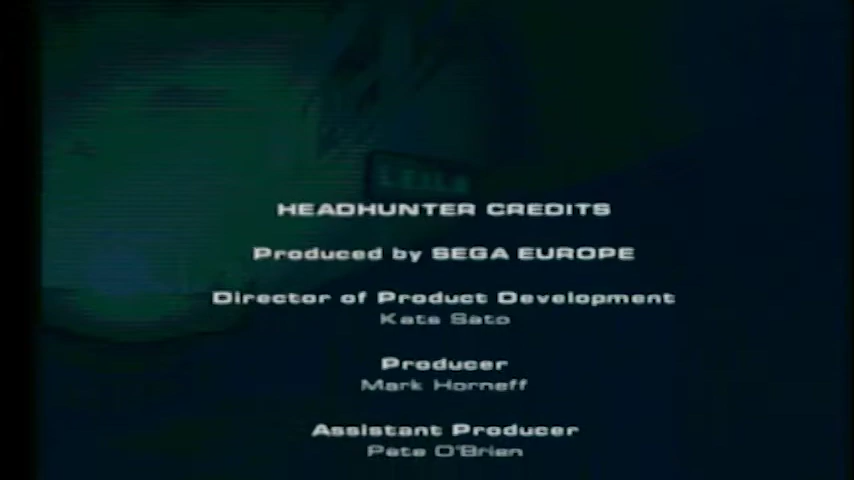 HEADHUNTER CREDITS
Produced by SEGA EUROPE
Director of Product Development
Kats Sato
Producer
Mark Horneff
Assistant Producer
Pete O'Brien